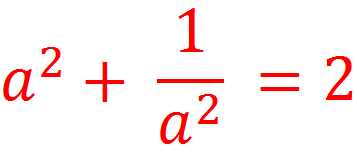 a² + 1/a² = 2